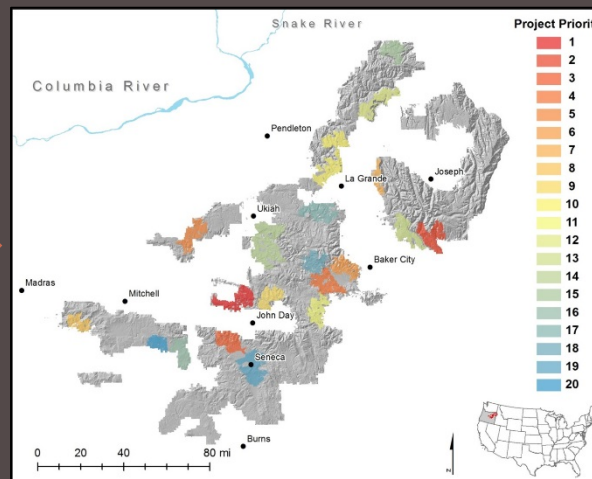 Snake River
Columbia River
Project Priorit
1
2
3
4
5
6
7
8
9
10
11
12
13
14
15
16
17
18
19
20
Pendleton
La Grande
Joseph
Ukiah
Baker City
Madras
Mitchell
John Day
Seneca
Burns
0 20 40 80 mi
N